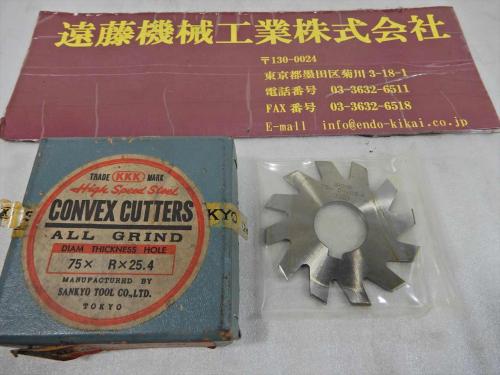 遠藤機械工業株式会社
〒130-0024
東京都墨田区菊川 3-18-1
電話番号 03-3632-6511
FAX番号 03-3632-6518
E-mall info@endo-kikai.co.jp
TRADE KKK MARK
High Speed Steel
CONVEX CUTTERS
ALL GRIND
DIAM THICKNESS HOLE
75× R×25.4
MANUFACTURED BY
SANKYO TOOL CO., LTD.
TOKYO